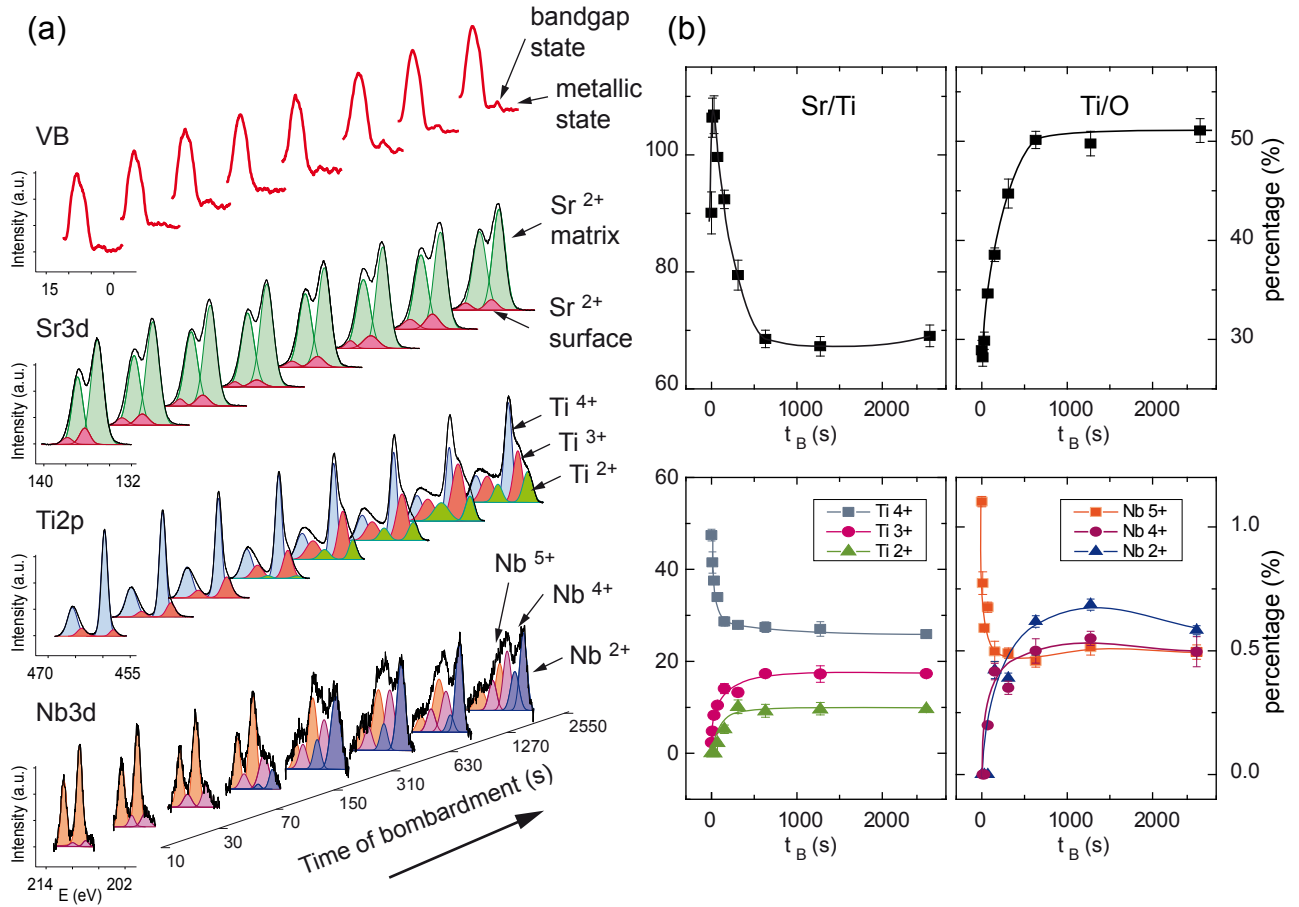 (a)
bandgap
state
metallic
state
VB
Intensity (a.u.)
15 0
Sr 2+
matrix
Sr3d
Sr 2+
surface
Intensity (a.u.)
140 132
Ti 4+
Ti 3+
Ti 2+
Ti2p
Intensity (a.u.)
470 455
Nb 5+
Nb 4+
Nb 2+
Nb3d
Intensity (a.u.)
214 202
E (eV)
10 30 70 150 310 630 1270 2550
Time of bombardment (s)
(b)
Sr/Ti
100
80
60
0 1000 2000
t B (s)
Ti/O
50
40
30
percentage (%)
0 1000 2000
t B (s)
60
40
20
0
Ti 4+
Ti 3+
Ti 2+
0 1000 2000
t B (s)
Nb 5+
Nb 4+
Nb 2+
1.0
0.5
0.0
percentage (%)
0 1000 2000
t B (s)